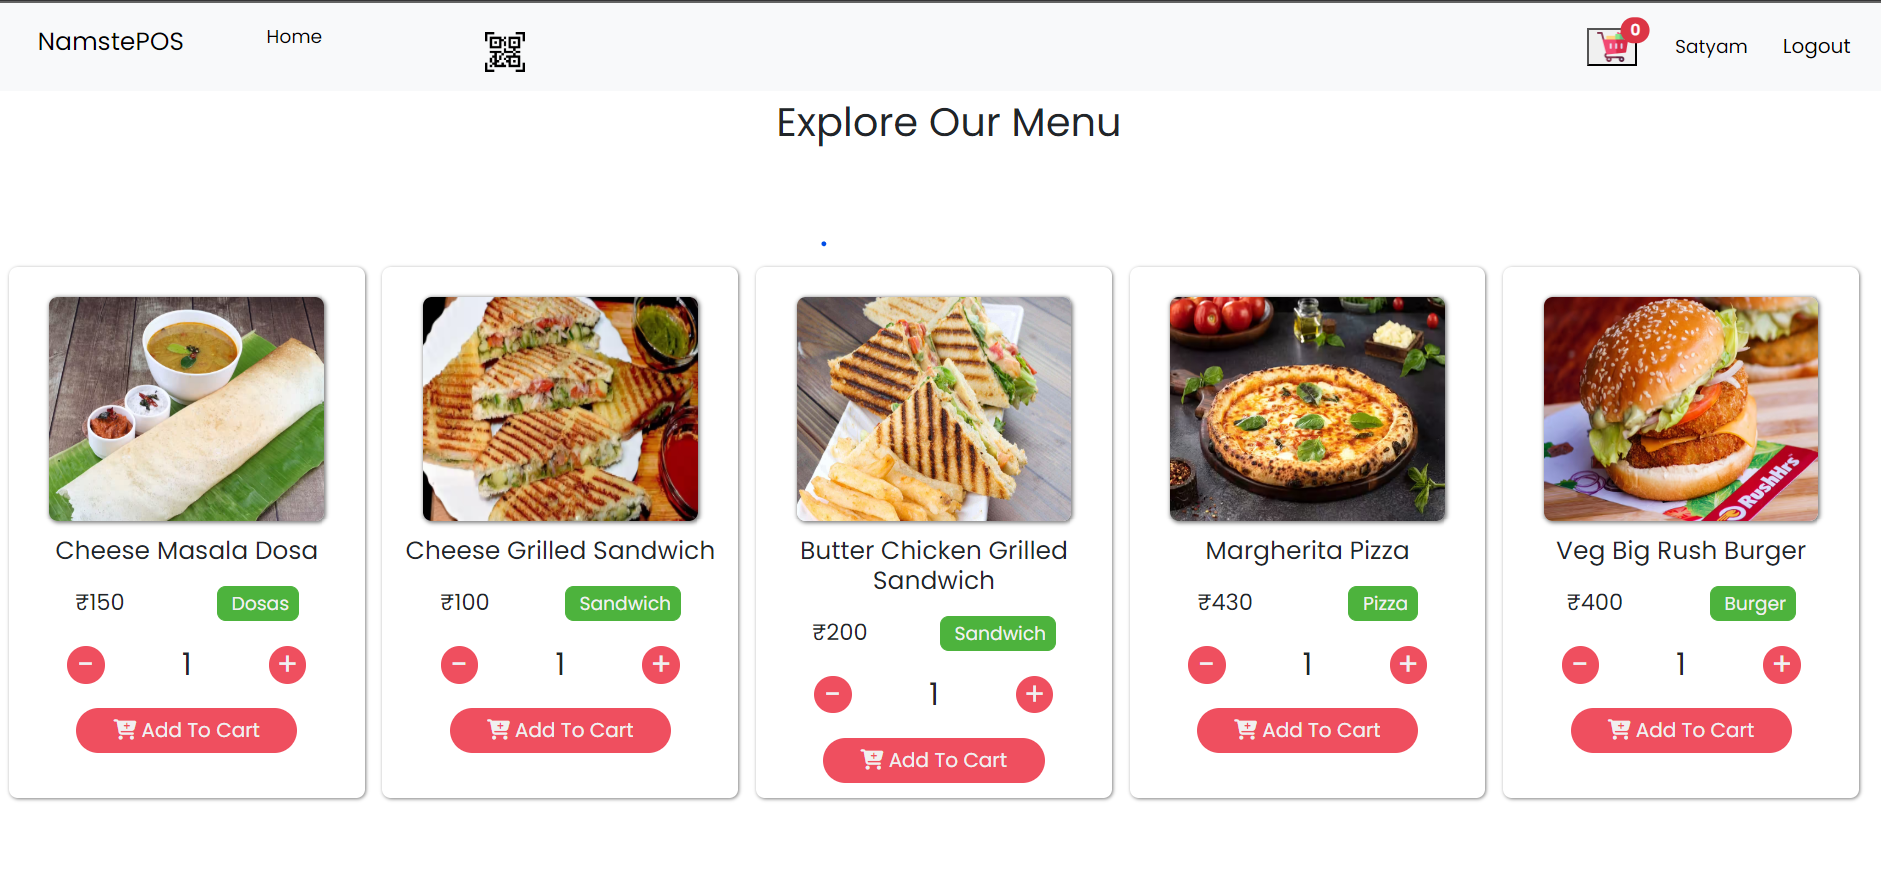 NamstePOS
Home
0
Satyam
Logout
Explore Our Menu
RushHrs
Cheese Masala Dosa
₹150
Dosas
- 1 +
Add To Cart
Cheese Grilled Sandwich
₹100
Sandwich
- 1 +
Add To Cart
Butter Chicken Grilled
Sandwich
₹200
Sandwich
- 1 +
Add To Cart
Margherita Pizza
₹430
Pizza
- 1 +
Add To Cart
Veg Big Rush Burger
₹400
Burger
- 1 +
Add To Cart